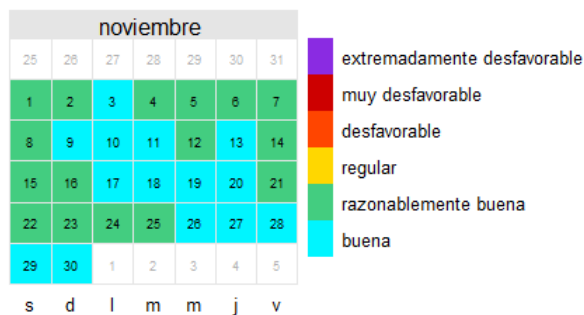 noviembre
25 26 27 28 29 30 31
1 2 3 4 5 6 7
8 9 10 11 12 13 14
15 16 17 18 19 20 21
22 23 24 25 26 27 28
29 30 1 2 3 4 5
s d l m m j v
extremadamente desfavorable
muy desfavorable
desfavorable
regular
razonablemente buena
buena